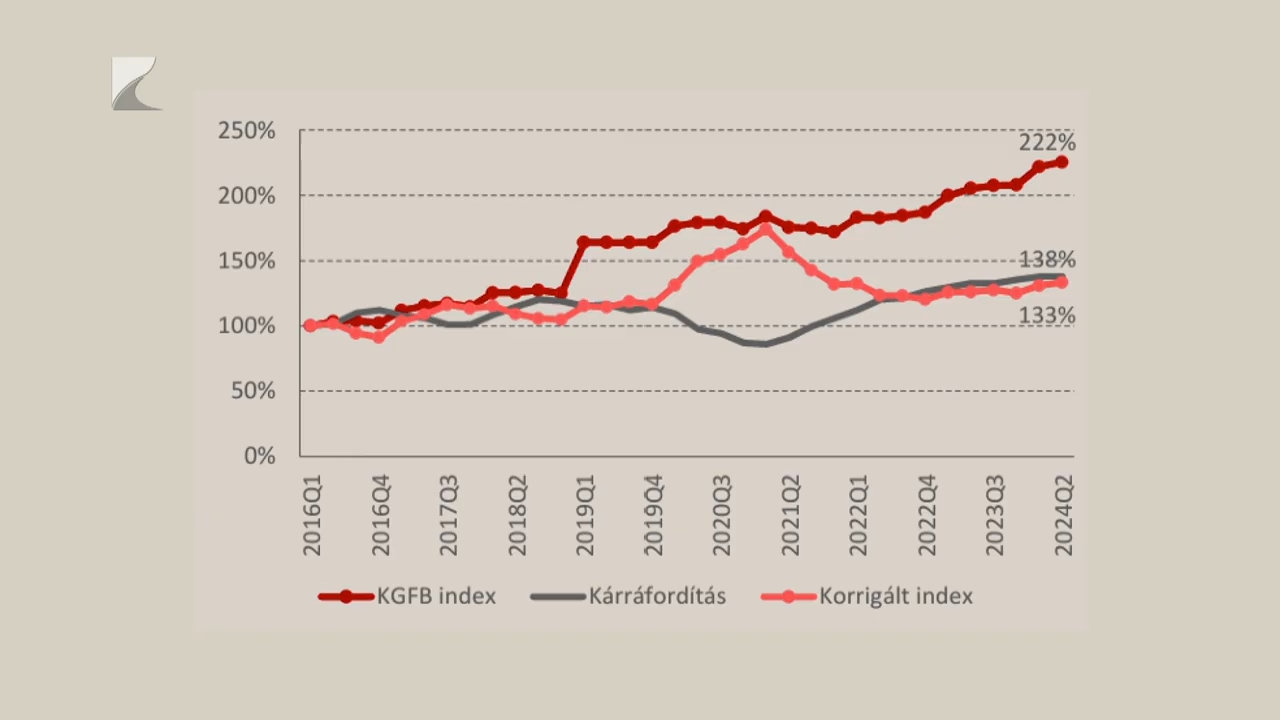 250%
222%
200%
150%
138%
100%
133%
50%
0%
2016Q1
2016Q4
2017Q3
2018Q2
2019Q1
2019Q4
2020Q3
2021Q2
2022Q1
2022Q4
2023Q3
2024Q2
KGFB index
Kárráfordítás
Korrigált index